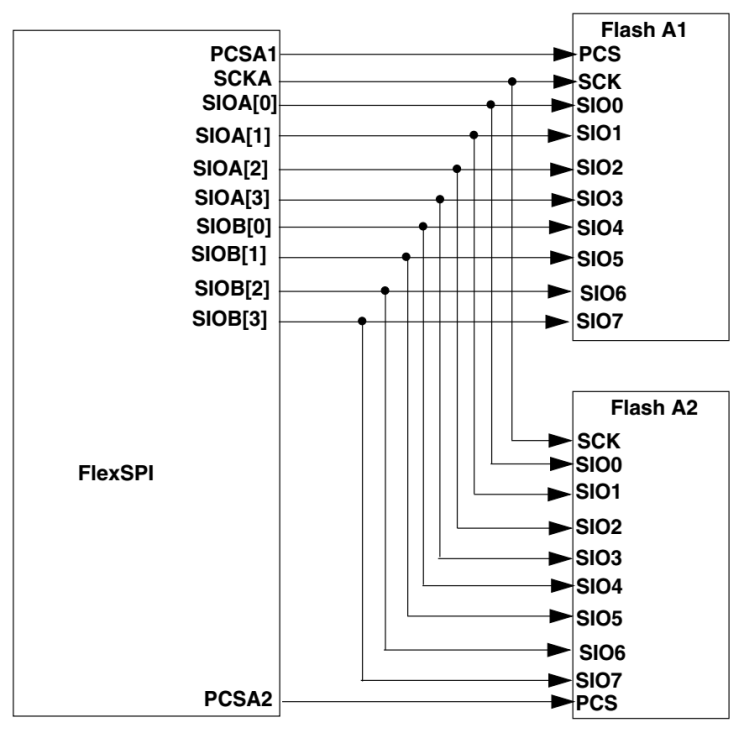 Flash A1
PCSA1
PCS
SCKA
SCK
SIOA[0]
SIO0
SIOA[1]
SIO1
SIOA[2]
SIO2
SIOA[3]
SIO3
SIOB[0]
SIO4
SIOB[1]
SIO5
SIOB[2]
SIO6
SIOB[3]
SIO7
Flash A2
SCK
SIO0
FlexSPI
SIO1
SIO2
SIO3
SIO4
SIO5
SIO6
SIO7
PCSA2
PCS